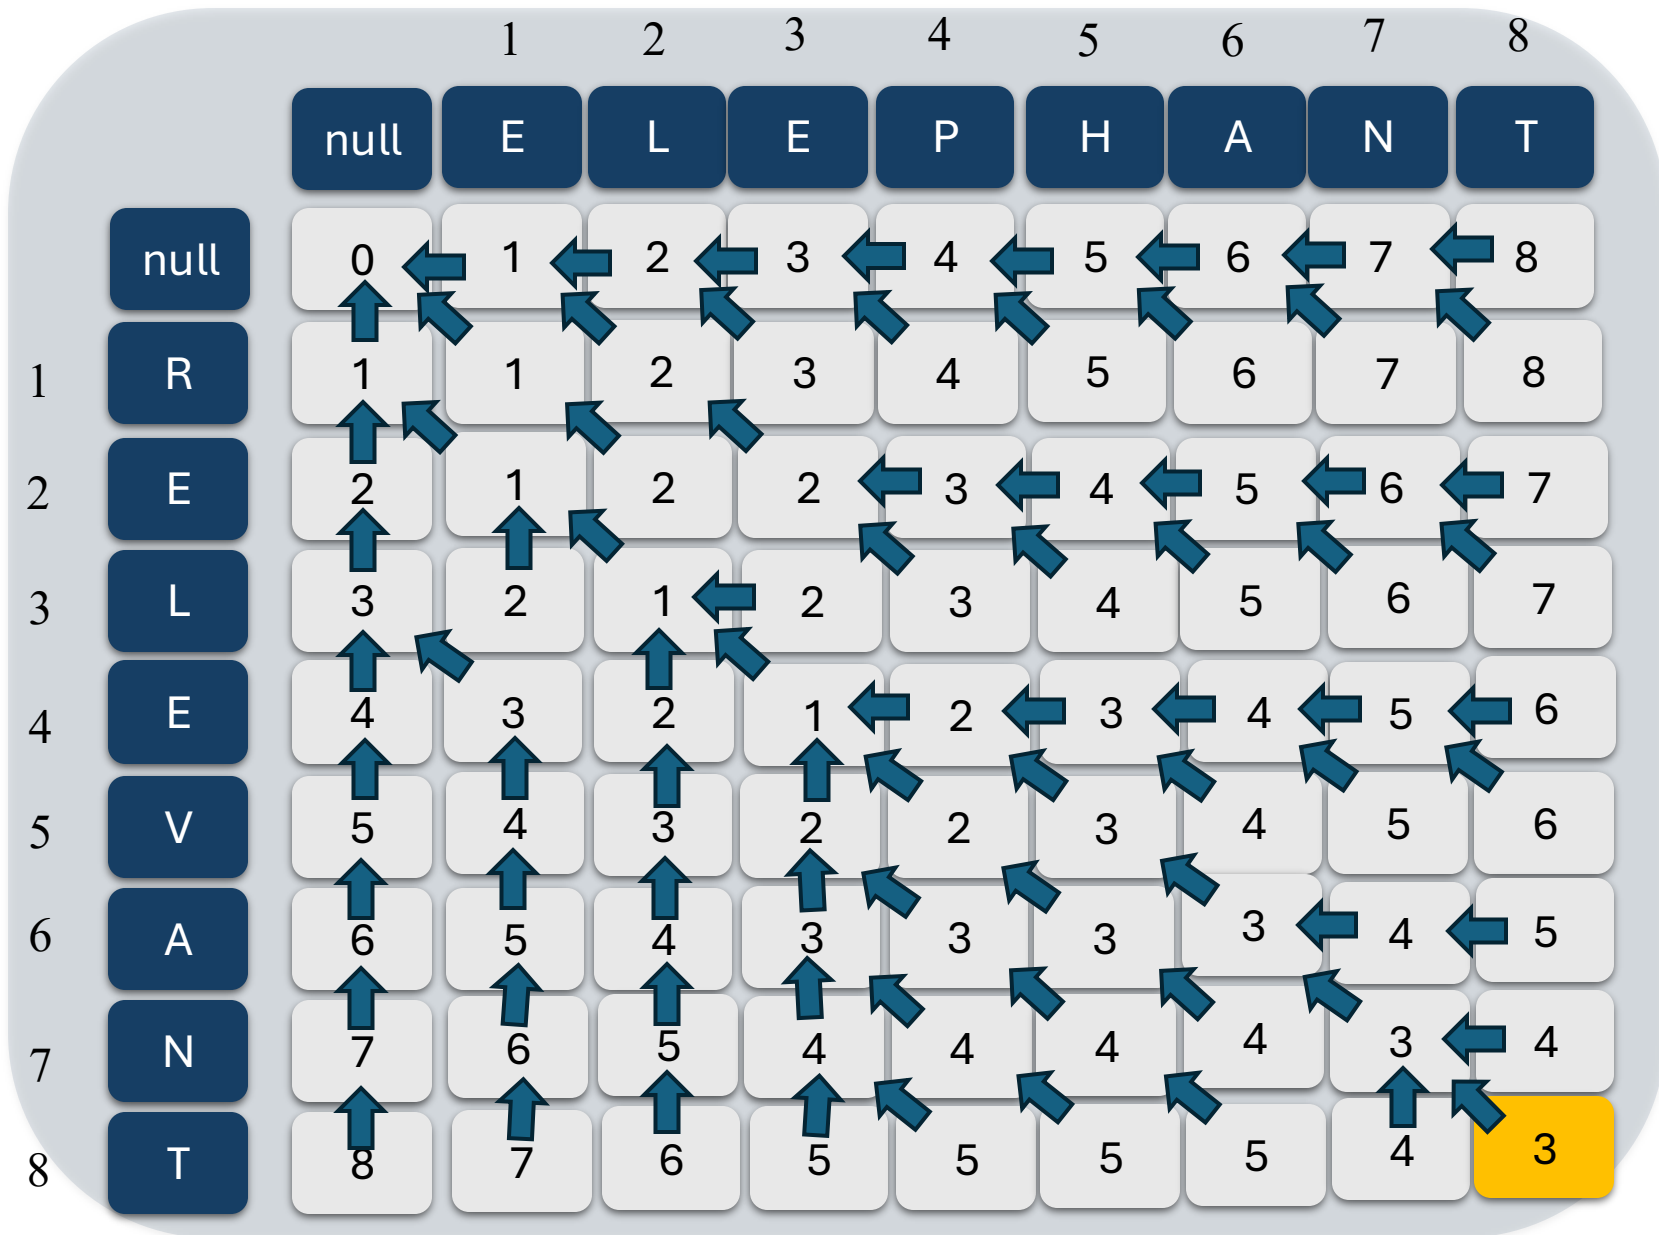 1 2 3 4 5 6 7 8
null E L E P H A N T
null 0 1 2 3 4 5 6 7 8
1 R 1 1 2 3 4 5 6 7 8
2 E 2 1 2 2 3 4 5 6 7
3 L 3 2 1 2 3 4 5 6 7
4 E 4 3 2 1 2 3 4 5 6
5 V 5 4 3 2 2 3 4 5 6
6 A 6 5 4 3 3 3 3 4 5
7 N 7 6 5 4 4 4 4 3 4
8 T 8 7 6 5 5 5 5 4 3